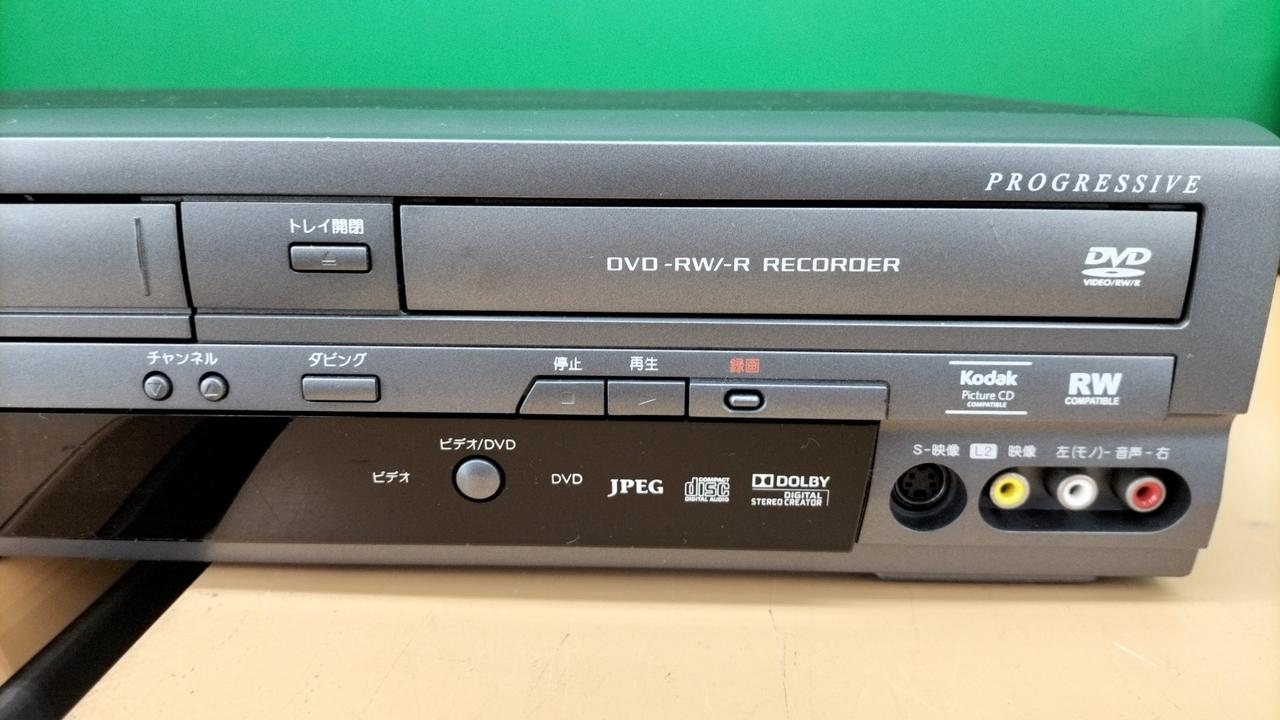 PROGRESSIVE
トレイ開閉
DVD-RW/-R RECORDER
DVD
VIDEO/RW/R
チャンネル
ダビング
停止
再生
録画
Kodak
Picture CD
COMPATIBLE
RW
COMPATIBLE
ビデオ/DVD
ビデオ
DVD
JPEG
COMPACT
disc
DIGITAL AUDIO
DOLBY
DIGITAL
STEREO CREATOR
S-映像 L2 映像 左(モノ)-音声-右